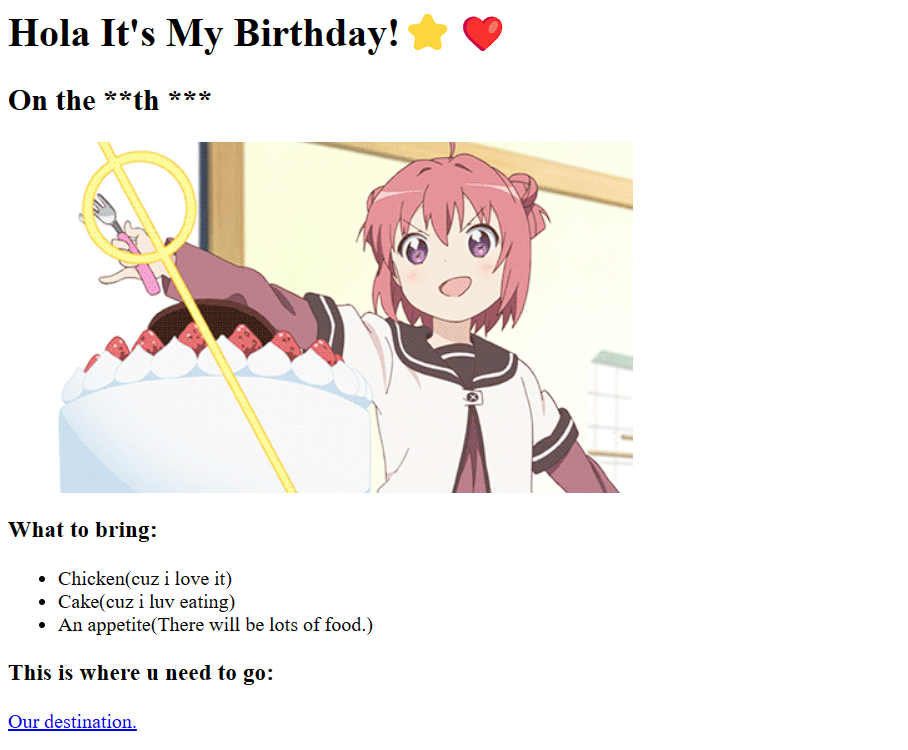 Hola It's My Birthday! ⭐ ❤️
On the **th ***
What to bring:
• Chicken(cuz i love it)
• Cake(cuz i luv eating)
• An appetite(There will be lots of food.)
This is where u need to go:
Our destination.